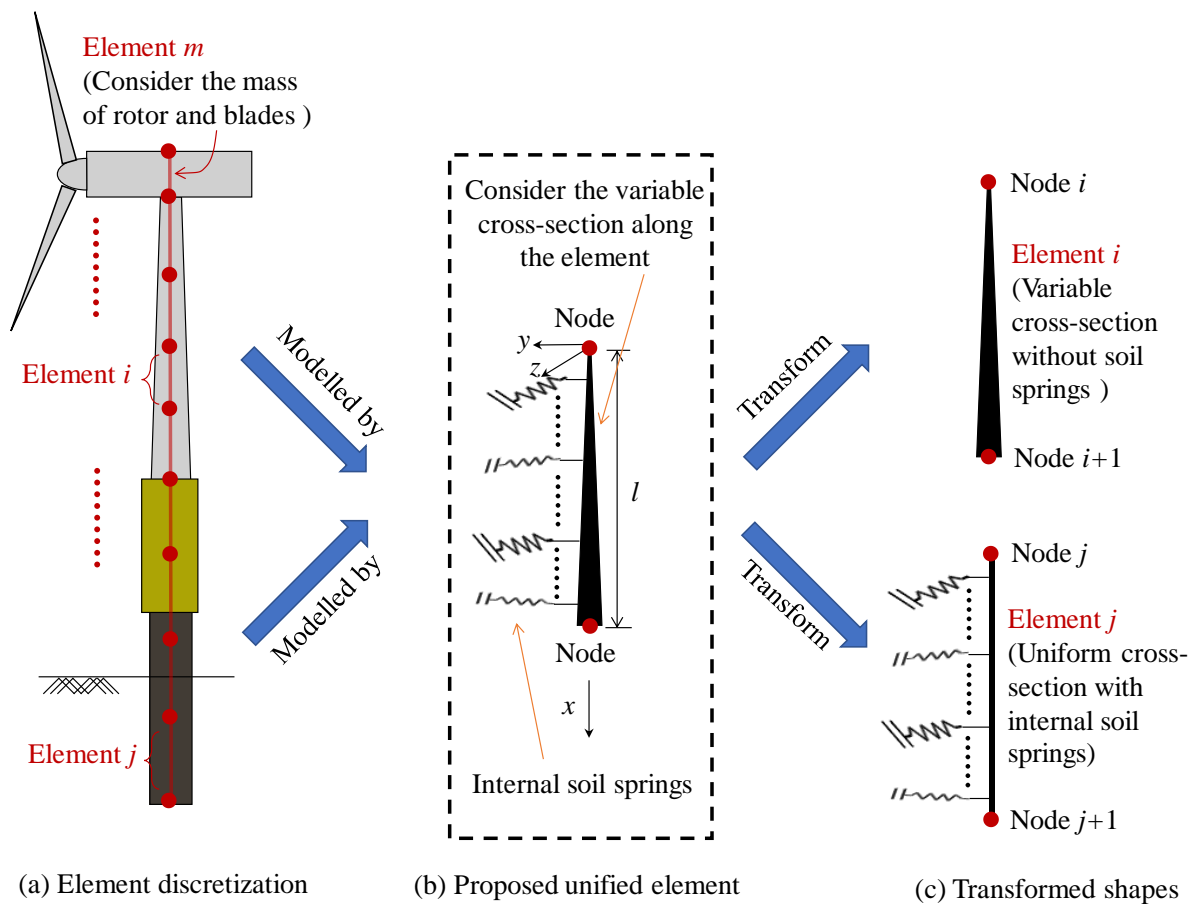 Element m
(Consider the mass
of rotor and blades )
Element i
Element j
Modelled by
Modelled by
Consider the variable
cross-section along
the element
Node
y
z
l
Node
x
Internal soil springs
Transform
Transform
Node i
Element i
(Variable
cross-section
without soil
springs )
Node i+1
Node j
Element j
(Uniform cross-
section with
internal soil
springs)
Node j+1
(a) Element discretization
(b) Proposed unified element
(c) Transformed shapes